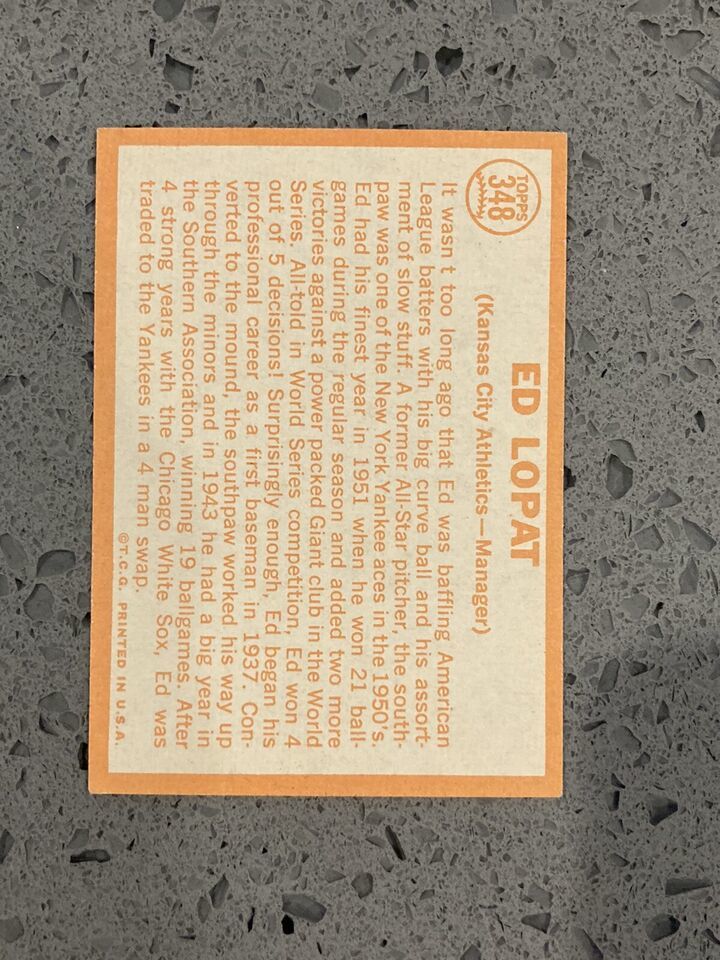 TOPPS
348
ED LOPAT
(Kansas City Athletics—Manager)
It wasn't too long ago that Ed was baffling American
League batters with his big curve ball and his assort-
ment of slow stuff. A former All-Star pitcher, the south-
paw was one of the New York Yankee aces in the 1950's.
Ed had his finest year in 1951 when he won 21 ball-
games during the regular season and added two more
victories against a power packed Giant club in the World
Series. All-told in World Series competition, Ed won 4
out of 5 decisions! Surprisingly enough, Ed began his
professional career as a first baseman in 1937. Con-
verted to the mound, the southpaw worked his way up
through the minors and in 1943 he had a big year in
the Southern Association, winning 19 ballgames. After
4 strong years with the Chicago White Sox, Ed was
traded to the Yankees in a 4 man swap.
©T.C.G. PRINTED IN U.S.A.